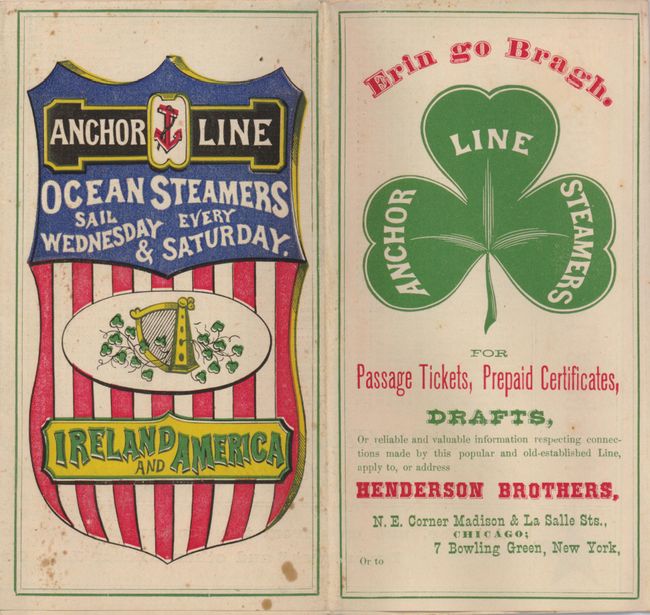 ANCHOR LINE
OCEAN STEAMERS
SAIL EVERY
WEDNESDAY & SATURDAY.
IRELAND AND AMERICA
Erin go Bragh.
ANCHOR LINE STEAMERS
FOR
Passage Tickets, Prepaid Certificates,
DRAFTS,
Or reliable and valuable information respecting connec-
tions made by this popular and old-established Line,
apply to, or address
HENDERSON BROTHERS,
N. E. Corner Madison & La Salle Sts.,
CHICAGO;
7 Bowling Green, New York,
Or to